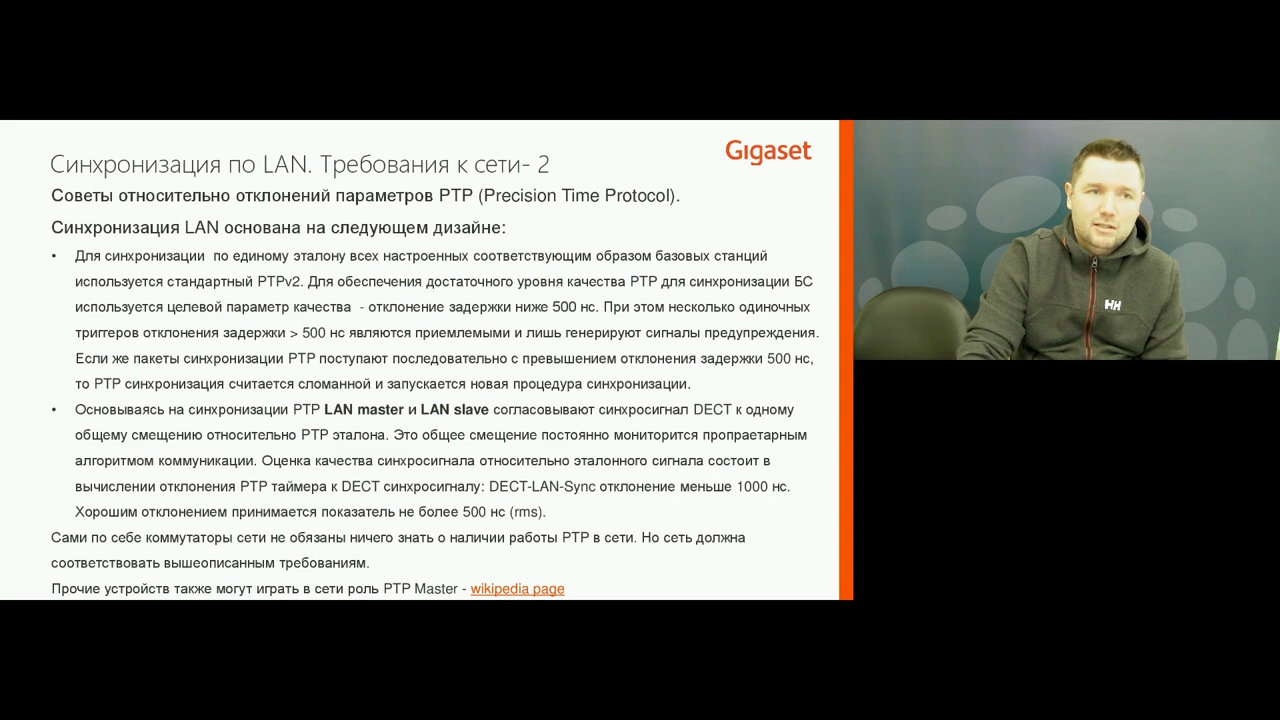 Gigaset
Синхронизация по LAN. Требования к сети- 2
Советы относительно отклонений параметров PTP (Precision Time Protocol).
Синхронизация LAN основана на следующем дизайне:
• Для синхронизации по единому эталону всех настроенных соответствующим образом базовых станций
используется стандартный PTPv2. Для обеспечения достаточного уровня качества PTP для синхронизации БС
используется целевой параметр качества - отклонение задержки ниже 500 нс. При этом несколько одиночных
триггеров отклонения задержки > 500 нс являются приемлемыми и лишь генерируют сигналы предупреждения.
Если же пакеты синхронизации PTP поступают последовательно с превышением отклонения задержки 500 нс,
то PTP синхронизация считается сломанной и запускается новая процедура синхронизации.
• Основываясь на синхронизации PTP LAN master и LAN slave согласовывают синхросигнал DECT к одному
общему смещению относительно PTP эталона. Это общее смещение постоянно мониторится пропраетарным
алгоритмом коммуникации. Оценка качества синхросигнала относительно эталонного сигнала состоит в
вычислении отклонения PTP таймера к DECT синхросигналу: DECT-LAN-Sync отклонение меньше 1000 нс.
Хорошим отклонением принимается показатель не более 500 нс (rms).
Сами по себе коммутаторы сети не обязаны ничего знать о наличии работы PTP в сети. Но сеть должна
соответствовать вышеописанным требованиям.
Прочие устройств также могут играть в сети роль PTP Master - wikipedia page
HH